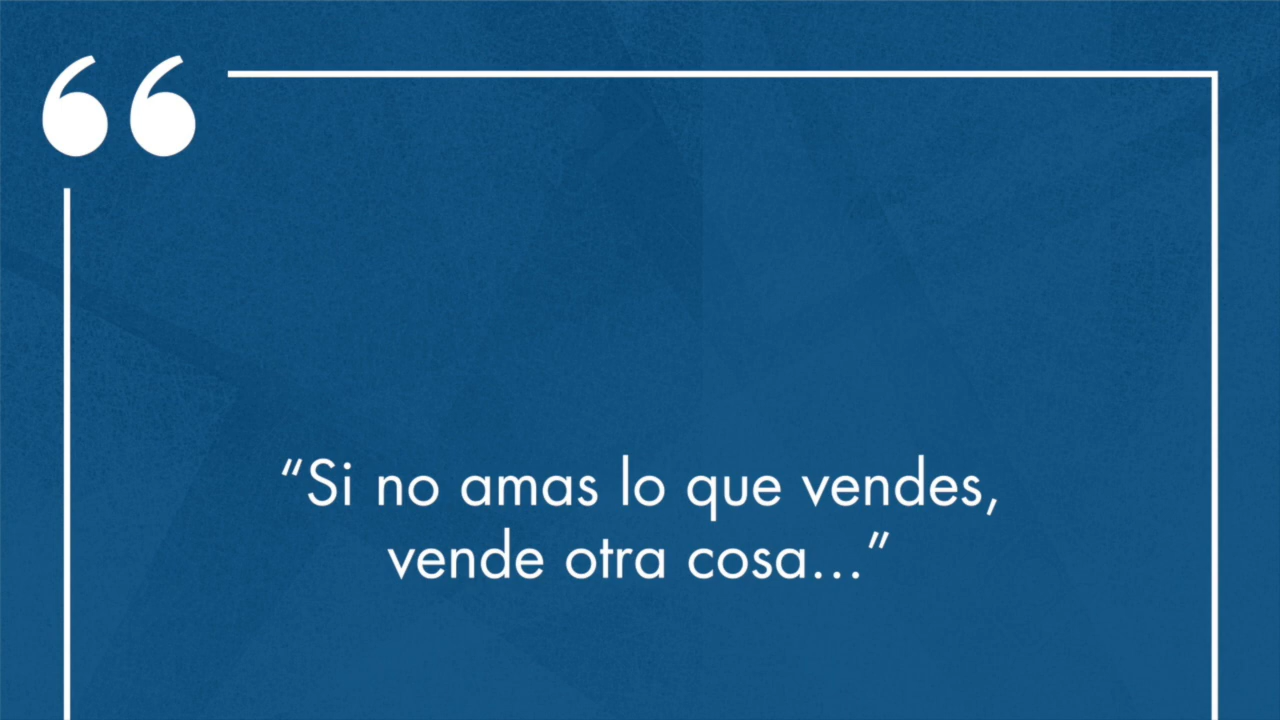 “Si no amas lo que vendes,
vende otra cosa...”